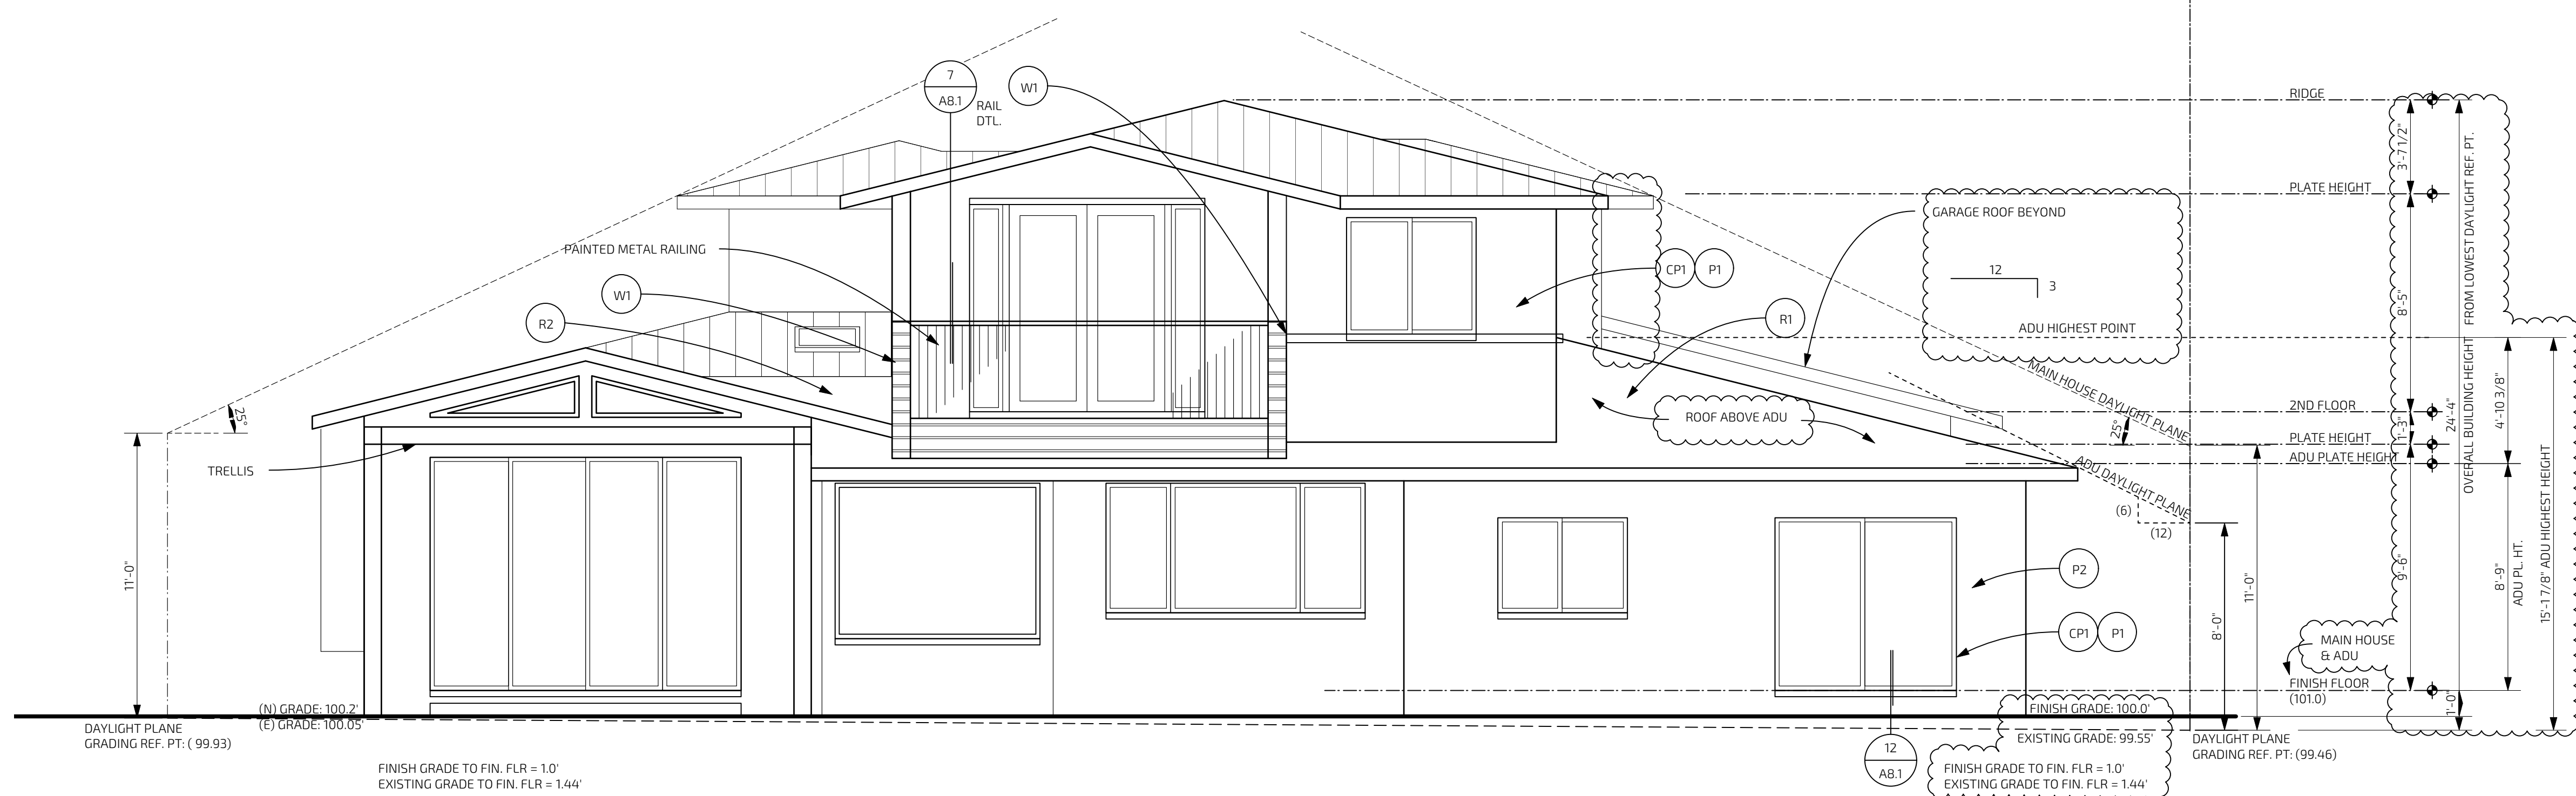 7
A8.1
RAIL
DTL.
W1
RIDGE
3'-7 1/2"
PLATE HEIGHT
GARAGE ROOF BEYOND
12
3
ADU HIGHEST POINT
PAINTED METAL RAILING
W1
R2
CP1
P1
R1
8'-5"
OVERALL BUILDING HEIGHT FROM LOWEST DAYLIGHT REF. PT.
24'-4"
MAIN HOUSE DAYLIGHT PLANE
25°
25°
2ND FLOOR
1'-3"
4'-10 3/8"
ROOF ABOVE ADU
PLATE HEIGHT
ADU PLATE HEIGHT
ADU DAYLIGHT PLANE
(6)
(12)
TRELLIS
11'-0"
P2
CP1
P1
8'-0"
11'-0"
9'-6"
8'-9"
ADU PL. HT.
15'-1 7/8" ADU HIGHEST HEIGHT
MAIN HOUSE
& ADU
FINISH FLOOR
(101.0)
1'-0"
(N) GRADE: 100.2'
(E) GRADE: 100.05'
DAYLIGHT PLANE
GRADING REF. PT: ( 99.93)
FINISH GRADE: 100.0'
EXISTING GRADE: 99.55'
DAYLIGHT PLANE
GRADING REF. PT: (99.46)
12
A8.1
FINISH GRADE TO FIN. FLR = 1.0'
EXISTING GRADE TO FIN. FLR = 1.44'
FINISH GRADE TO FIN. FLR = 1.0'
EXISTING GRADE TO FIN. FLR = 1.44'